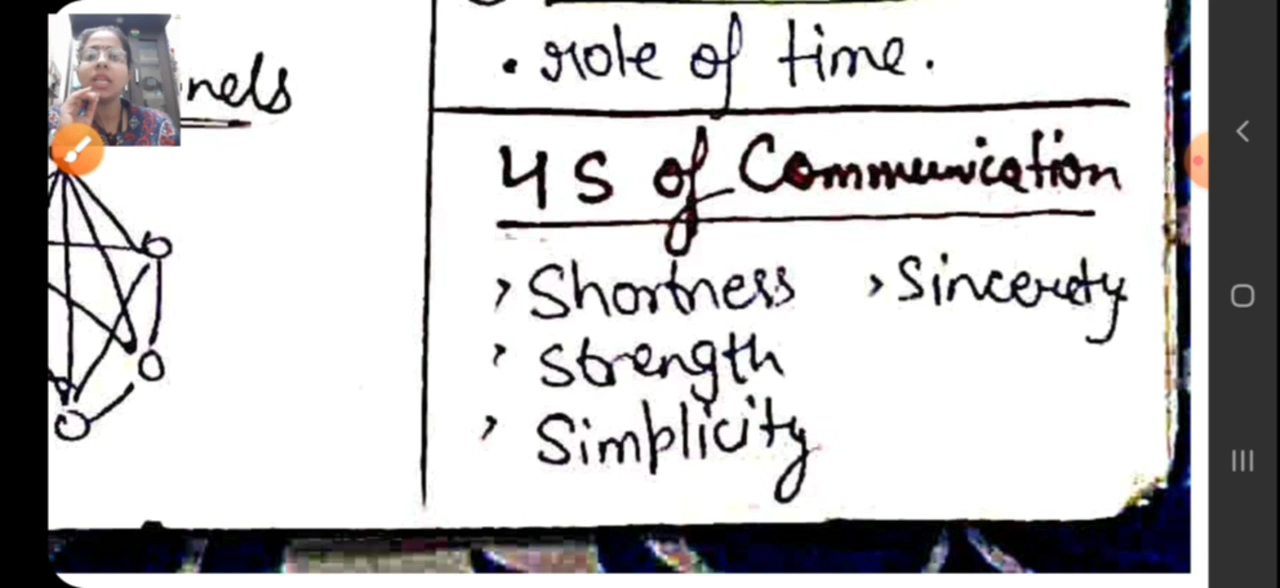 nels
• role of time.
4 S of Communication
› Shortness › Sincerety
› Strength
› Simplicity